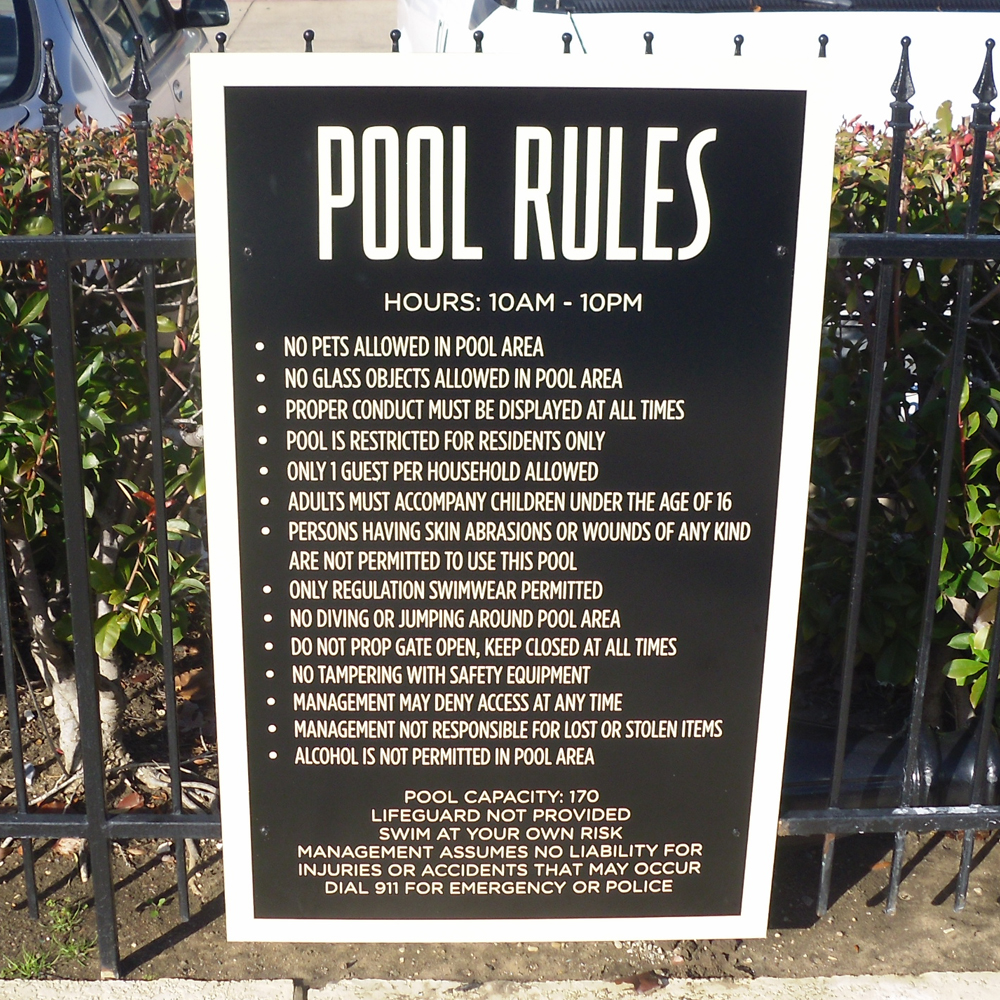 POOL RULES
HOURS: 10AM - 10PM
• NO PETS ALLOWED IN POOL AREA
• NO GLASS OBJECTS ALLOWED IN POOL AREA
• PROPER CONDUCT MUST BE DISPLAYED AT ALL TIMES
• POOL IS RESTRICTED FOR RESIDENTS ONLY
• ONLY 1 GUEST PER HOUSEHOLD ALLOWED
• ADULTS MUST ACCOMPANY CHILDREN UNDER THE AGE OF 16
• PERSONS HAVING SKIN ABRASIONS OR WOUNDS OF ANY KIND
ARE NOT PERMITTED TO USE THIS POOL
• ONLY REGULATION SWIMWEAR PERMITTED
• NO DIVING OR JUMPING AROUND POOL AREA
• DO NOT PROP GATE OPEN, KEEP CLOSED AT ALL TIMES
• NO TAMPERING WITH SAFETY EQUIPMENT
• MANAGEMENT MAY DENY ACCESS AT ANY TIME
• MANAGEMENT NOT RESPONSIBLE FOR LOST OR STOLEN ITEMS
• ALCOHOL IS NOT PERMITTED IN POOL AREA
POOL CAPACITY: 170
LIFEGUARD NOT PROVIDED
SWIM AT YOUR OWN RISK
MANAGEMENT ASSUMES NO LIABILITY FOR
INJURIES OR ACCIDENTS THAT MAY OCCUR
DIAL 911 FOR EMERGENCY OR POLICE